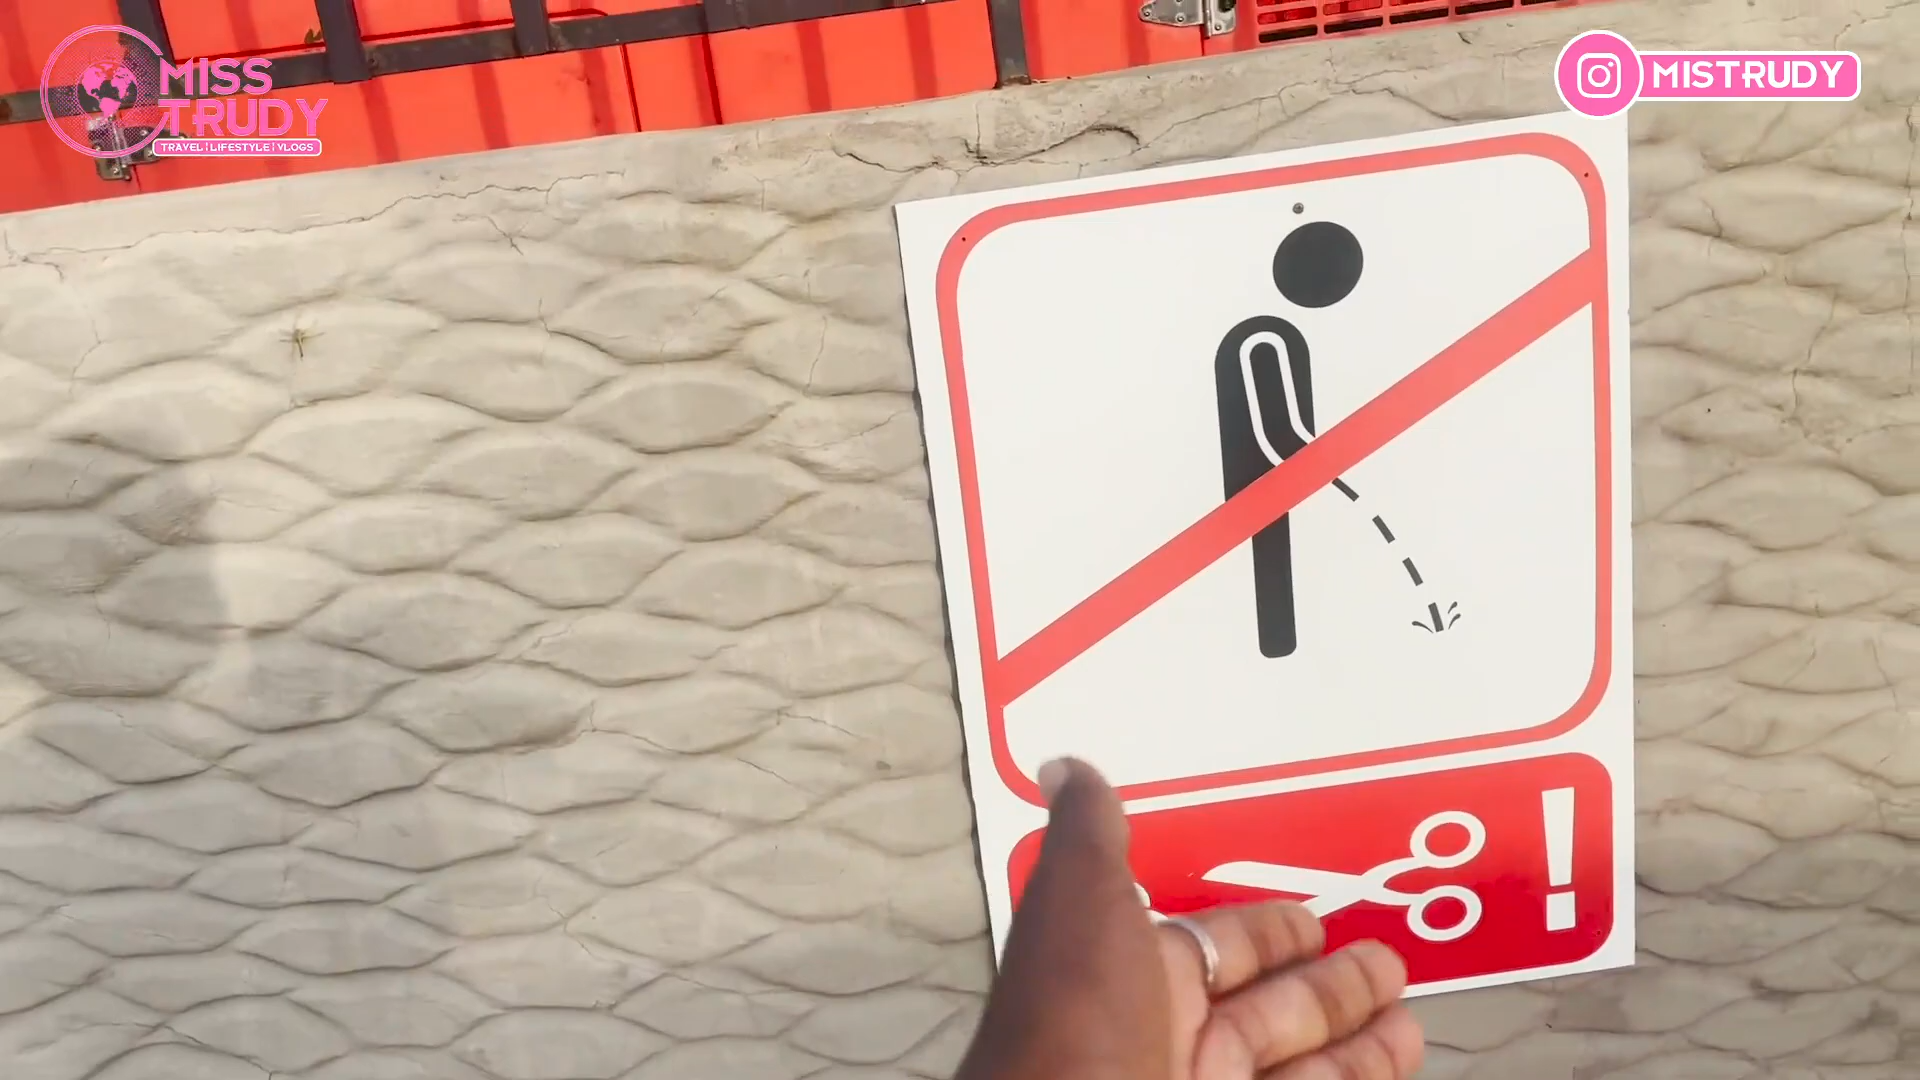 MISS
TRUDY
TRAVEL | LIFESTYLE | VLOGS
MISTRUDY
!